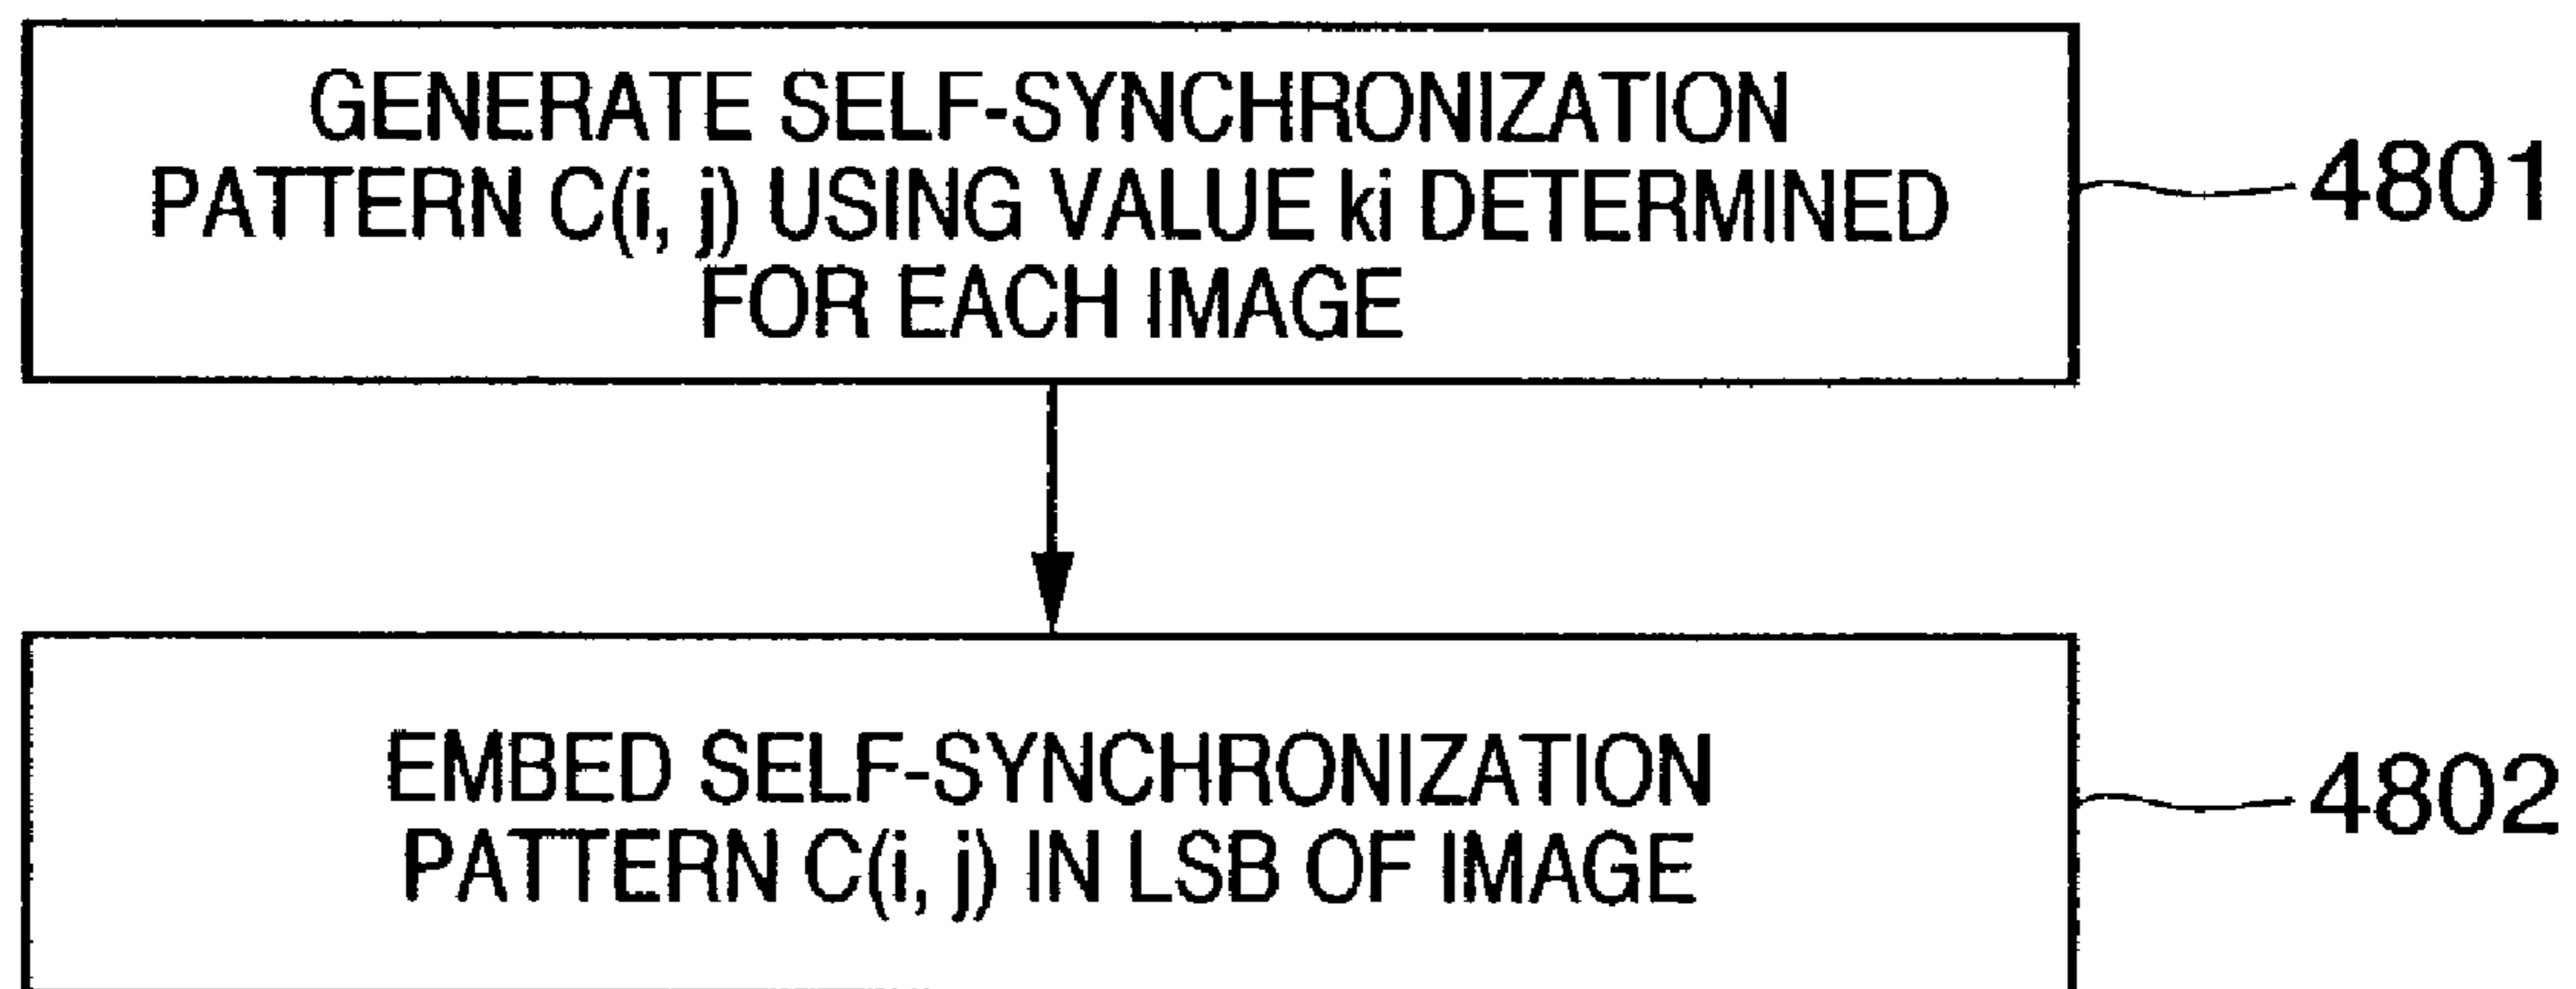 GENERATE SELF-SYNCHRONIZATION
PATTERN C(i, j) USING VALUE ki DETERMINED
FOR EACH IMAGE
4801
EMBED SELF-SYNCHRONIZATION
PATTERN C(i, j) IN LSB OF IMAGE
4802